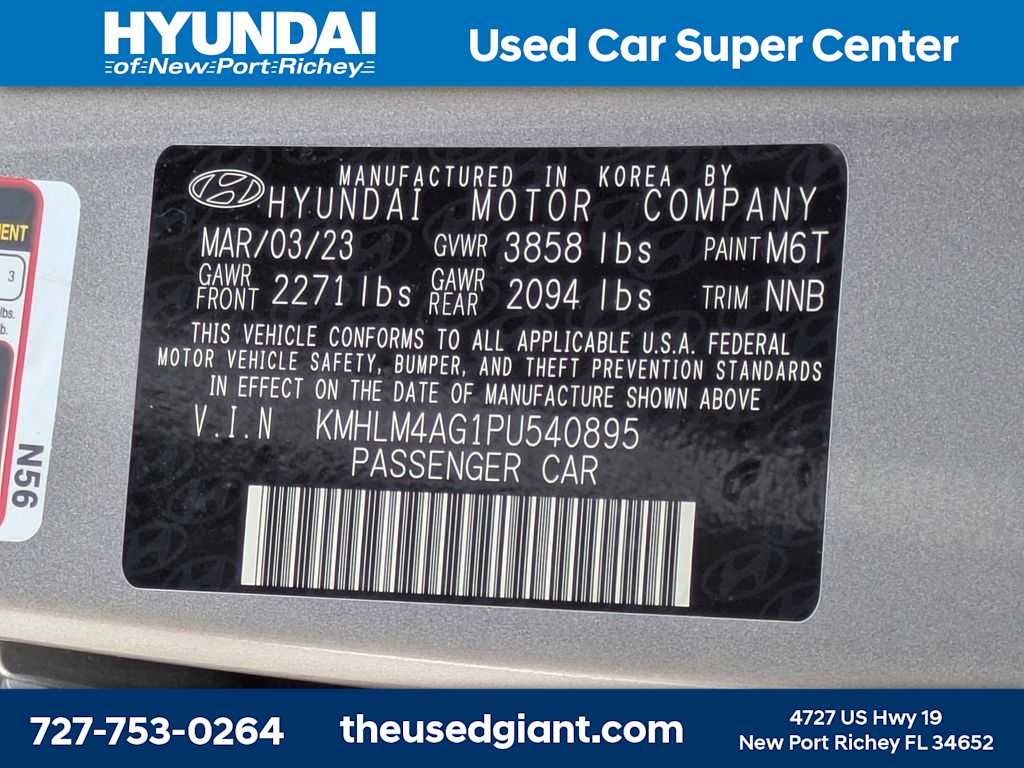 HYUNDAI
of New Port Richey
Used Car Super Center
MANUFACTURED IN KOREA BY
HYUNDAI MOTOR COMPANY
MAR/03/23 GVWR 3858 lbs PAINT M6T
GAWR FRONT 2271 lbs GAWR REAR 2094 lbs TRIM NNB
THIS VEHICLE CONFORMS TO ALL APPLICABLE U.S.A. FEDERAL
MOTOR VEHICLE SAFETY, BUMPER, AND THEFT PREVENTION STANDARDS
IN EFFECT ON THE DATE OF MANUFACTURE SHOWN ABOVE
V.I.N KMHLM4AG1PU540895
PASSENGER CAR
3
lbs.
b.
N56
727-753-0264
theusedgiant.com
4727 US Hwy 19
New Port Richey FL 34652